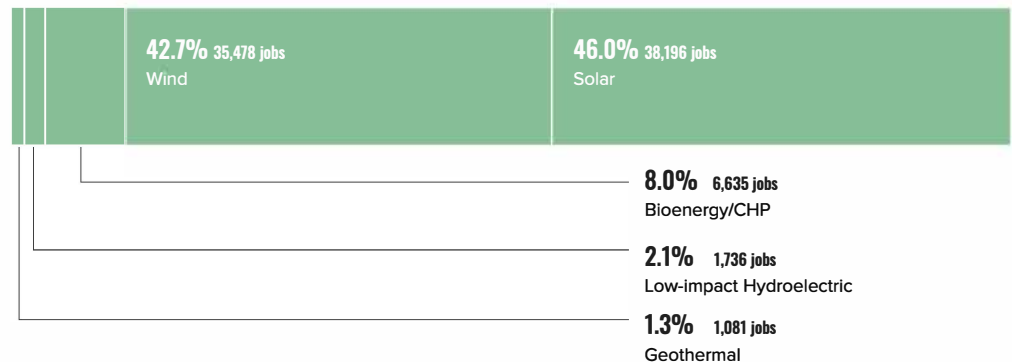 42.7% 35,478 jobs
Wind
46.0% 38,196 jobs
Solar
8.0% 6,635 jobs
Bioenergy/CHP
2.1% 1,736 jobs
Low-impact Hydroelectric
1.3% 1,081 jobs
Geothermal